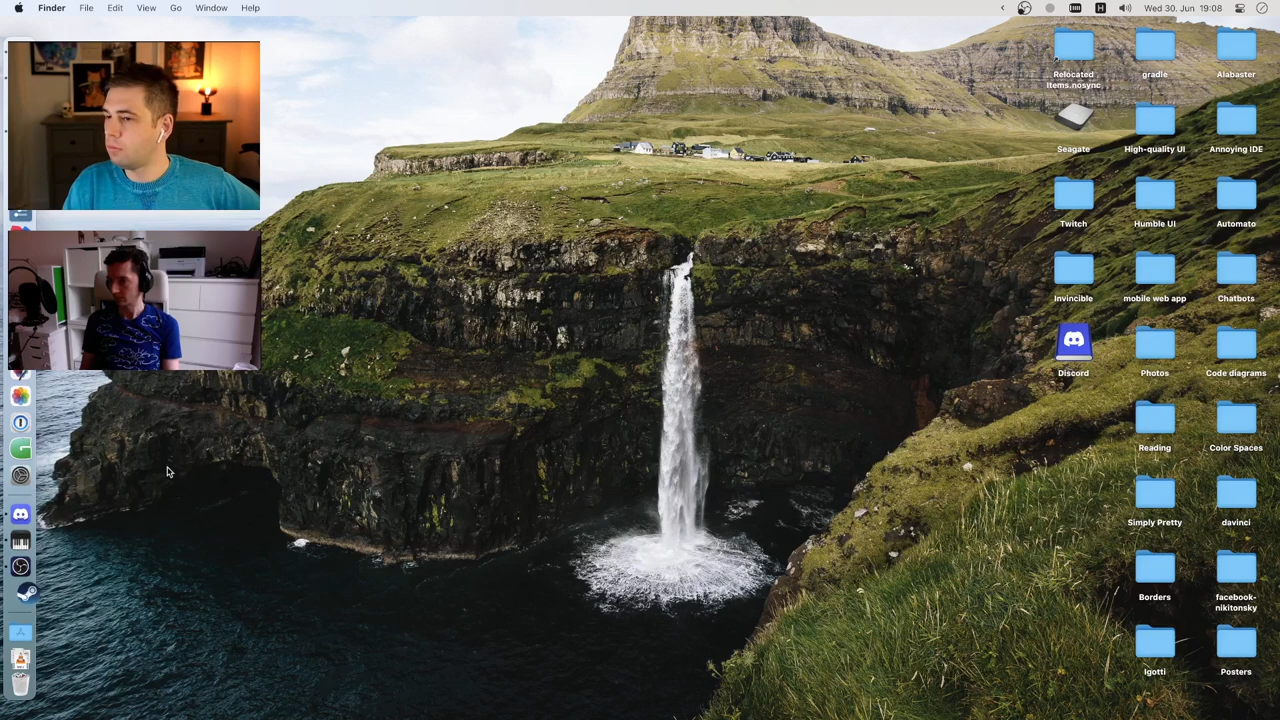 Finder File Edit View Go Window Help
Wed 30. Jun 19:08
Relocated
Items.nosync
gradle
Alabaster
Seagate
High-quality UI
Annoying IDE
Twitch
Humble UI
Automato
Invincible
mobile web app
Chatbots
Discord
Photos
Code diagrams
Reading
Color Spaces
Simply Pretty
davinci
Borders
facebook-
nikitonsky
Igotti
Posters